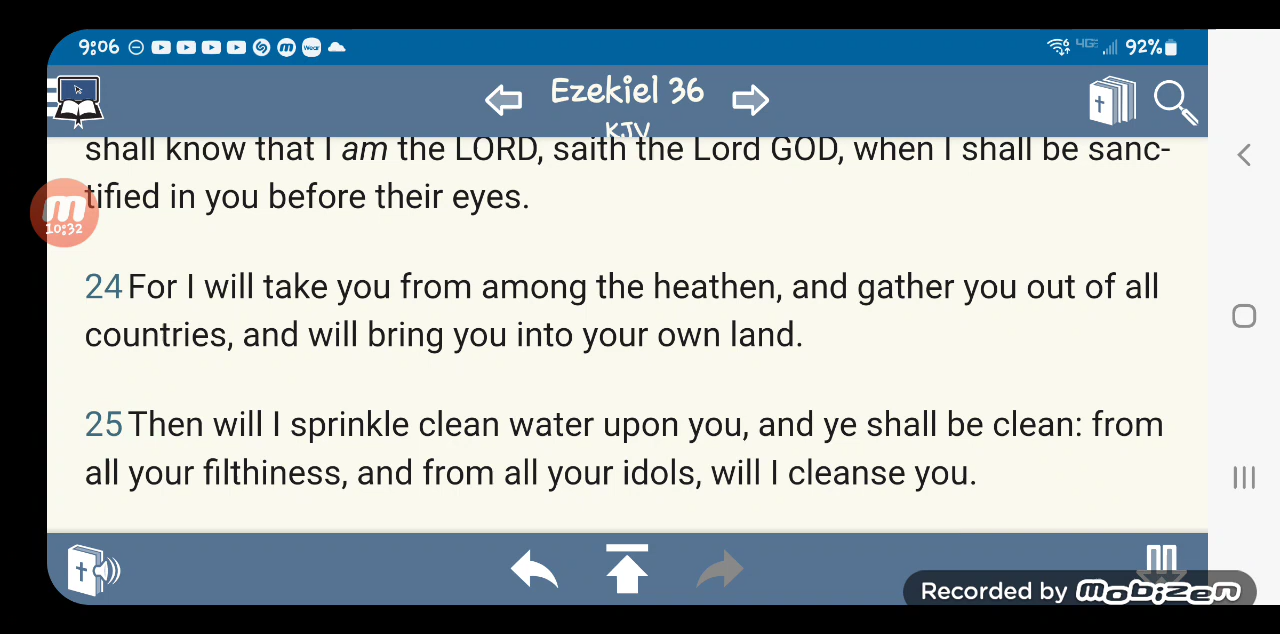 9:06 m wear 6 4GE 92%
Ezekiel 36
KJV
shall know that I am the LORD, saith the Lord GOD, when I shall be sanc-
tified in you before their eyes.
m
10:32
24 For I will take you from among the heathen, and gather you out of all
countries, and will bring you into your own land.
25 Then will I sprinkle clean water upon you, and ye shall be clean: from
all your filthiness, and from all your idols, will I cleanse you.
Recorded by mobizen